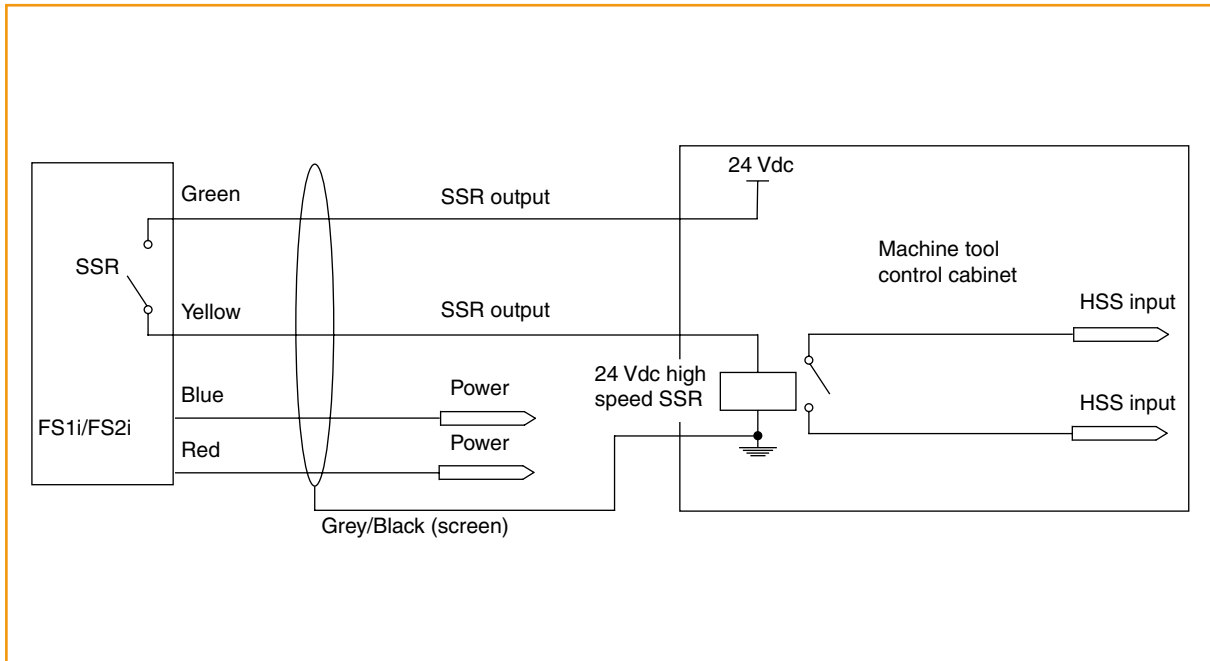 24 Vdc
Green
SSR output
Machine tool
control cabinet
SSR
HSS input
Yellow
SSR output
24 Vdc high
speed SSR
Blue
Power
HSS input
FS1i/FS2i
Red
Power
Grey/Black (screen)